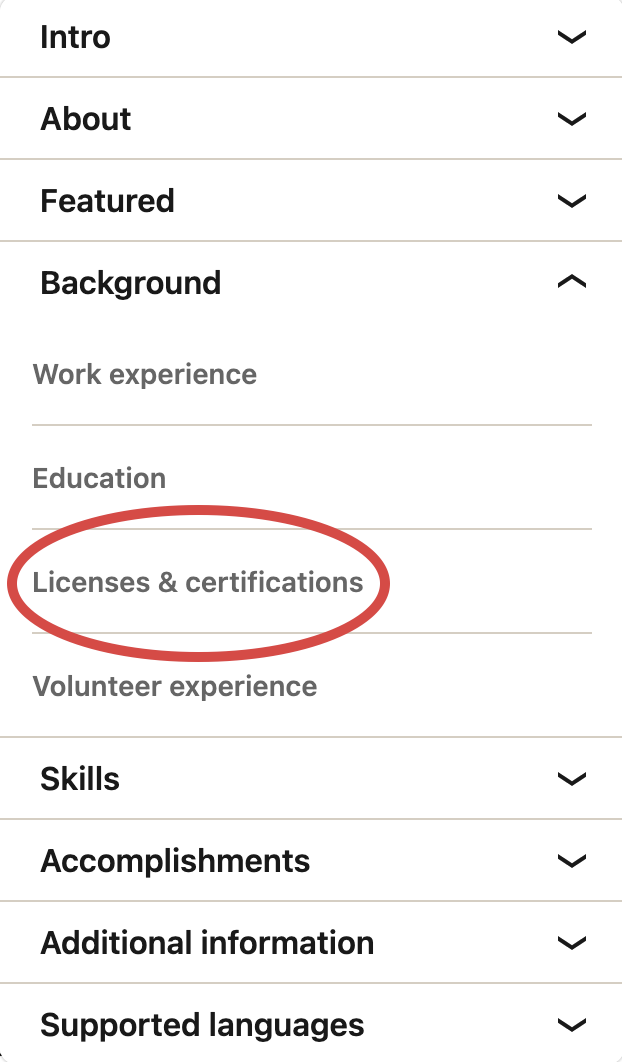 Intro
About
Featured
Background
Work experience
Education
Licenses & certifications
Volunteer experience
Skills
Accomplishments
Additional information
Supported languages